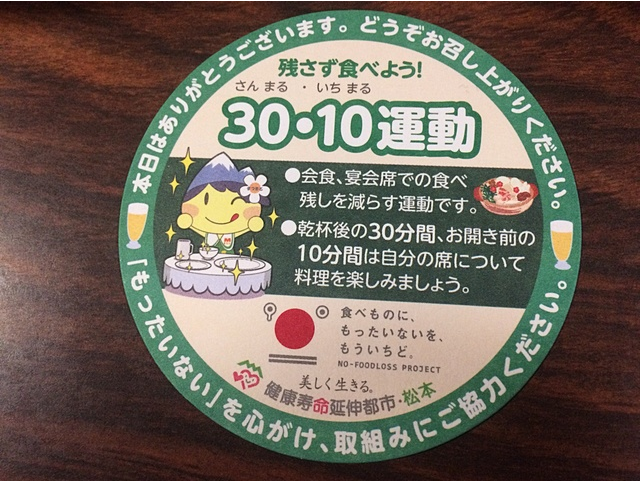 本日はありがとうございます。どうぞお召し上がりください。
残さず食べよう!
さん まる ・ いち まる
30・10運動
●会食、宴会席での食べ
残しを減らす運動です。
●乾杯後の30分間、お開き前の
10分間は自分の席について
料理を楽しみましょう。
食べものに、
もったいないを、
もういちど。
NO-FOODLOSS PROJECT
美しく生きる。
健康寿命延伸都市・松本
「もったいない」を心がけ、取組みにご協力ください。